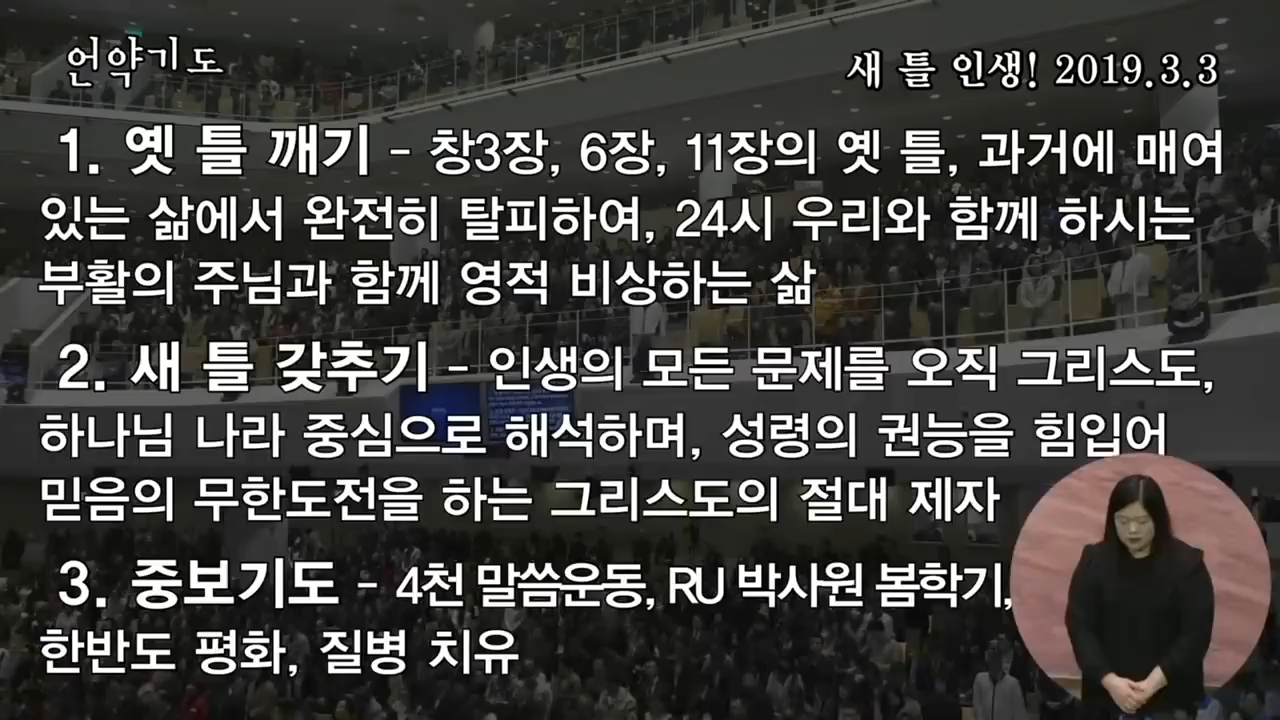 언약기도
새 틀 인생! 2019.3.3
1. 옛 틀 깨기 - 창3장, 6장, 11장의 옛 틀, 과거에 매여
있는 삶에서 완전히 탈피하여, 24시 우리와 함께 하시는
부활의 주님과 함께 영적 비상하는 삶
2. 새 틀 갖추기 - 인생의 모든 문제를 오직 그리스도,
하나님 나라 중심으로 해석하며, 성령의 권능을 힘입어
믿음의 무한도전을 하는 그리스도의 절대 제자
3. 중보기도 - 4천 말씀운동, RU 박사원 봄학기,
한반도 평화, 질병 치유